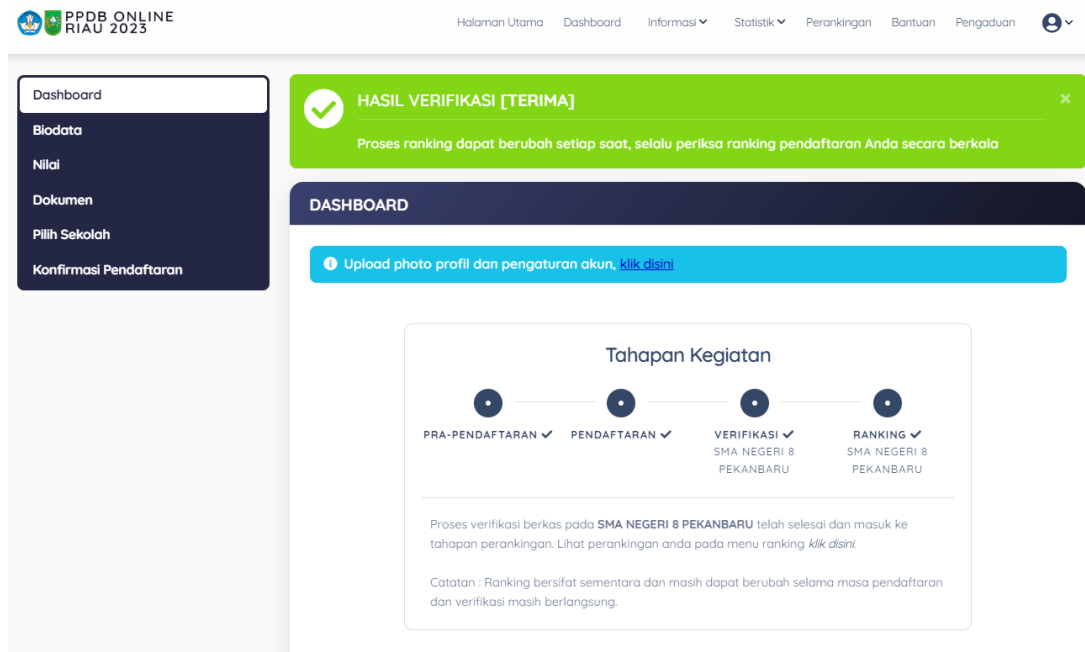 PPDB ONLINE
RIAU 2023
Halaman Utama Dashboard Informasi Statistik Perankingan Bantuan Pengaduan
Dashboard
Biodata
Nilai
Dokumen
Pilih Sekolah
Konfirmasi Pendaftaran
HASIL VERIFIKASI [TERIMA]
Proses ranking dapat berubah setiap saat, selalu periksa ranking pendaftaran Anda secara berkala
DASHBOARD
Upload photo profil dan pengaturan akun, klik disini
Tahapan Kegiatan
PRA-PENDAFTARAN
PENDAFTARAN
VERIFIKASI
SMA NEGERI 8
PEKANBARU
RANKING
SMA NEGERI 8
PEKANBARU
Proses verifikasi berkas pada SMA NEGERI 8 PEKANBARU telah selesai dan masuk ke
tahapan perankingan. Lihat perankingan anda pada menu ranking klik disini.
Catatan : Ranking bersifat sementara dan masih dapat berubah selama masa pendaftaran
dan verifikasi masih berlangsung.